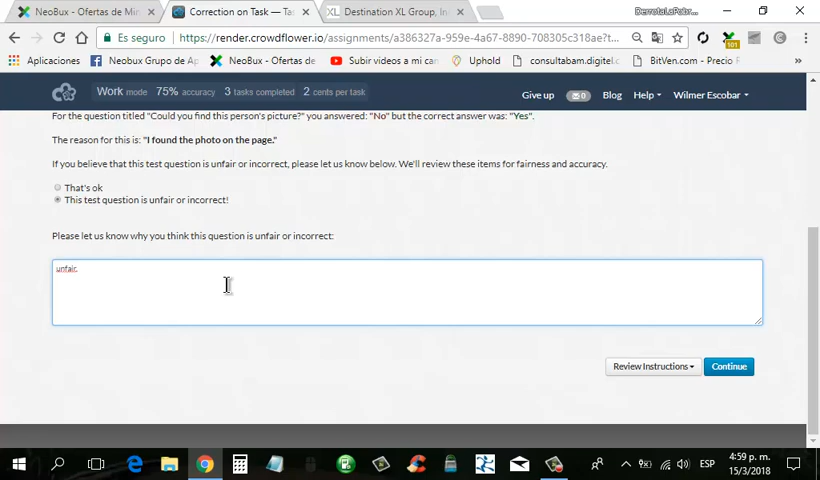 NeoBux - Ofertas de Min
Correction on Task — Tas
Destination XL Group, In
Es seguro
https://render.crowdflower.io/assignments/a386327a-959e-4a67-8890-5705305c318ae?t...
Aplicaciones
Neobux Grupo de Ap
NeoBux - Ofertas de
Subir videos a mi can
Uphold
consultabam.digitel.c
BitVen.com - Precio
101
Work mode
75% accuracy
3 tasks completed
2 cents per task
Give up
0
Blog
Help
Wilmer Escobar
For the question titled "Could you find this person's picture?" you answered: "No" but the correct answer was: "Yes".
The reason for this is: "I found the photo on the page."
If you believe that this test question is unfair or incorrect, please let us know below. We'll review these items for fairness and accuracy.
That's ok
This test question is unfair or incorrect!
Please let us know why you think this question is unfair or incorrect:
unfair.
Review Instructions
Continue
ESP
4:59 p. m.
15/3/2018